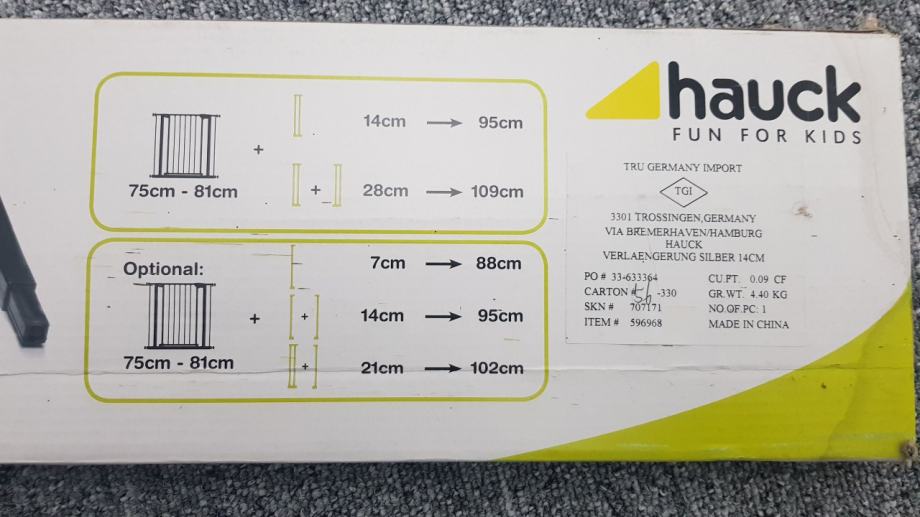 hauck
FUN FOR KIDS
+ 14cm → 95cm
75cm - 81cm + 28cm → 109cm
Optional:
7cm → 88cm
+ + 14cm → 95cm
75cm - 81cm
+ 21cm → 102cm
TRU GERMANY IMPORT
TGI
3301 TROSSINGEN,GERMANY
VIA BREMERHAVEN/HAMBURG
HAUCK
VERLAENGERUNG SILBER 14CM
PO # 33-633364 CU.FT. 0.09 CF
CARTON # 56 -330 GR.WT. 4.40 KG
SKN # 707171 NO.OF.PC: 1
ITEM # 596968 MADE IN CHINA